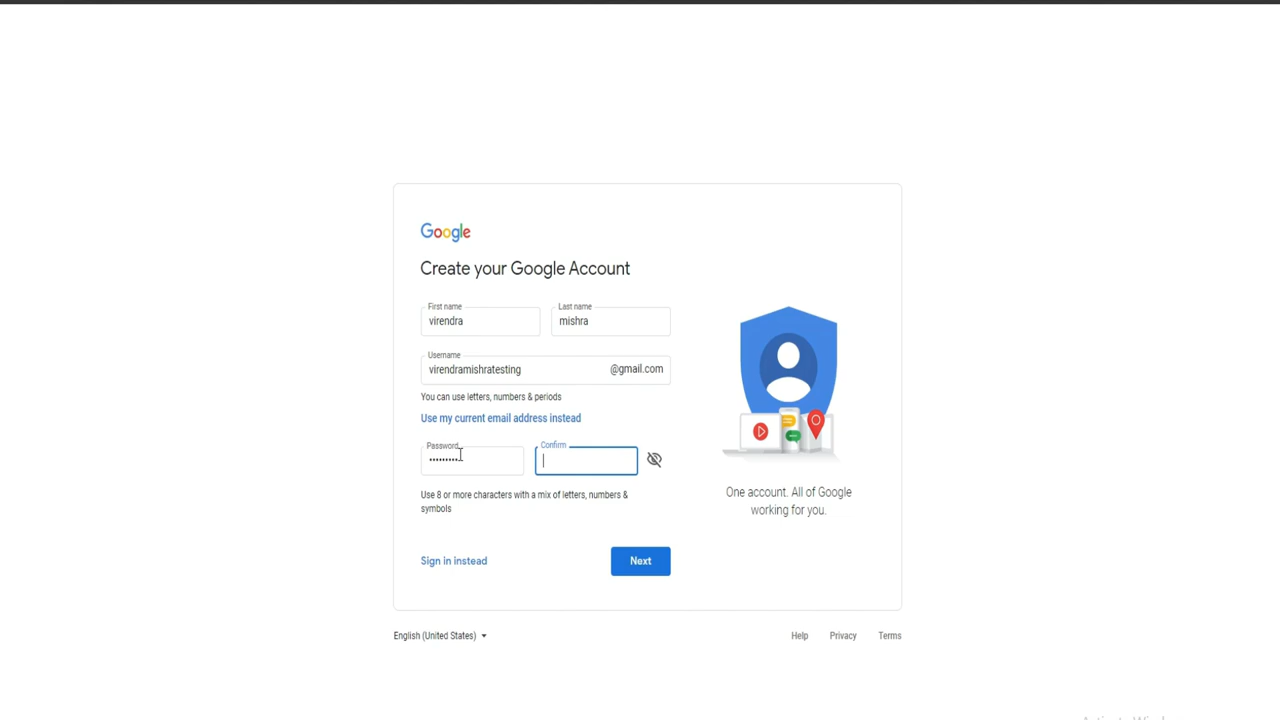 Google
Create your Google Account
First name
Last name
virendra
mishra
Username
virendramishratesting
@gmail.com
You can use letters, numbers & periods
Use my current email address instead
Password
Confirm
Use 8 or more characters with a mix of letters, numbers &
symbols
One account. All of Google
working for you.
Sign in instead
Next
English (United States)
Help
Privacy
Terms